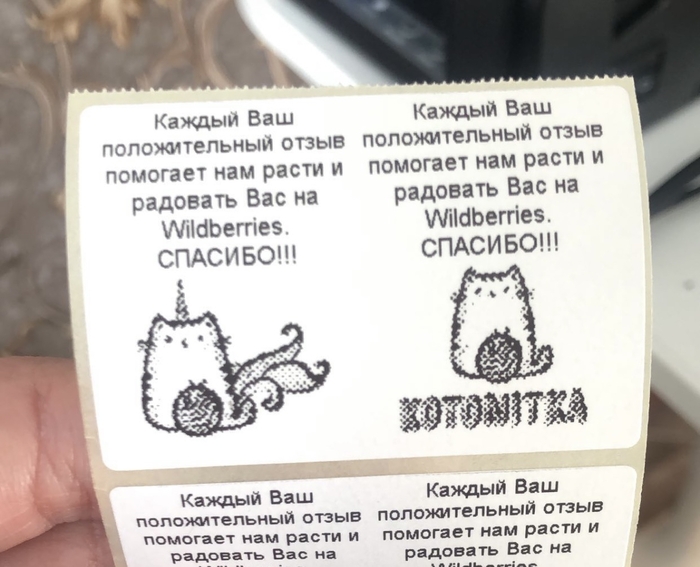 Каждый Ваш
положительный отзыв
помогает нам расти и
радовать Вас на
Wildberries.
СПАСИБО!!!
Каждый Ваш
положительный отзыв
помогает нам расти и
радовать Вас на
Wildberries.
СПАСИБО!!!
КОТОNITКА
Каждый Ваш
положительный отзыв
помогает нам расти и
радовать Вас на
Каждый Ваш
положительный отзыв
помогает нам расти и
радовать Вас на
Wildberries.